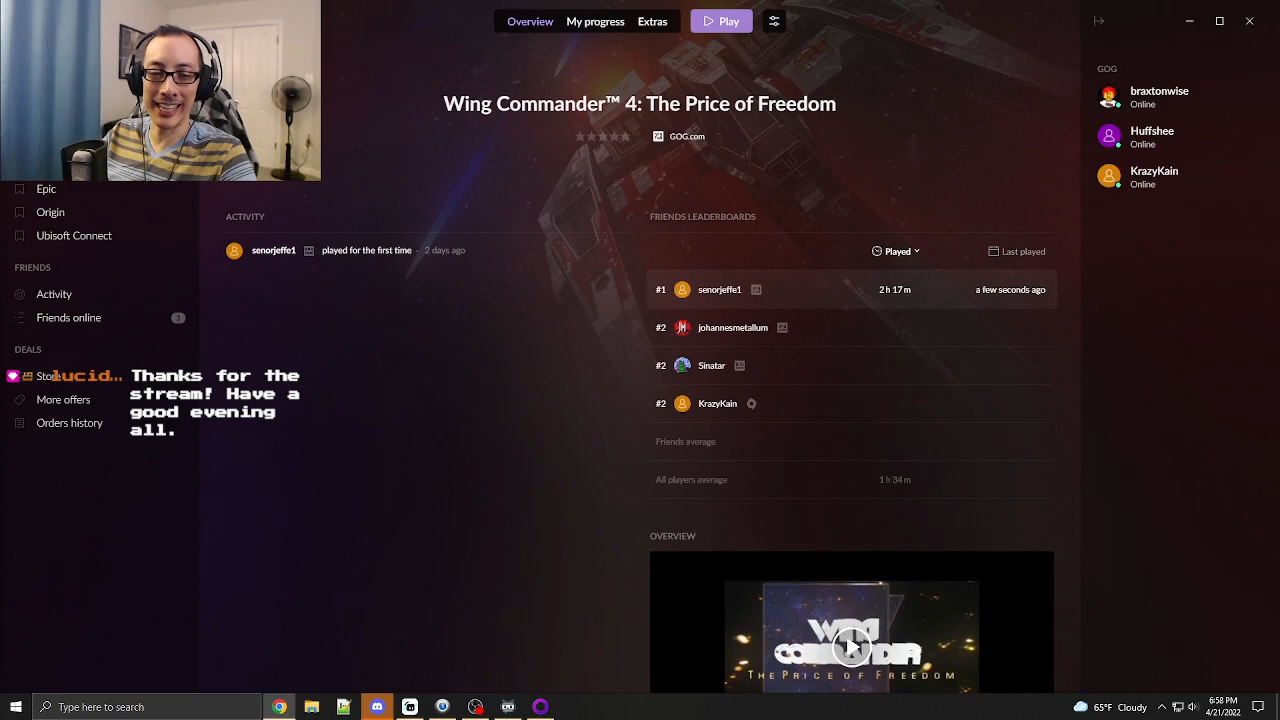 Overview
My progress
Extras
Play
Wing Commander™ 4: The Price of Freedom
GOG.com
Epic
Origin
Ubisoft Connect
FRIENDS
Activity
Friends online
3
DEALS
lucid...
Thanks for the
stream! Have a
good evening
all.
More offers
Orders history
ACTIVITY
senorjeffe1 played for the first time · 2 days ago
FRIENDS LEADERBOARDS
Played
Last played
#1 senorjeffe1 2 h 17 m a few seconds ago
#2 johannesmetallum
#2 Sinatar
#2 KrazyKain
Friends average
All players average 1 h 34 m
OVERVIEW
WING
COMMANDER
THE PRICE OF FREEDOM
GOG
braxtonwise
Online
Huffshee
Online
KrazyKain
Online
Type here to search
65°F Cloudy
6:58 PM
4/21/2022